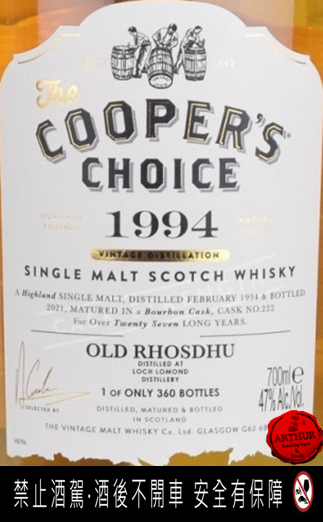 The
COOPER'S
CHOICE
1994
VINTAGE DISTILLATION
SINGLE MALT SCOTCH WHISKY
A Highland SINGLE MALT, DISTILLED FEBRUARY 1994 & BOTTLED
2021, MATURED IN a Bourbon Cask, CASK NO.222
For Over Twenty Seven LONG YEARS.
OLD RHOSDHU
DISTILLED AT
LOCH LOMOND
DISTILLERY
700ml e
47% Alc./Vol.
1 OF ONLY 360 BOTTLES
SELECTED BY
DISTILLED, MATURED & BOTTLED
IN SCOTLAND
THE VINTAGE MALT WHISKY Co. Ltd. GLASGOW G62 6B
ARTHUR
禁止酒駕·酒後不開車 安全有保障